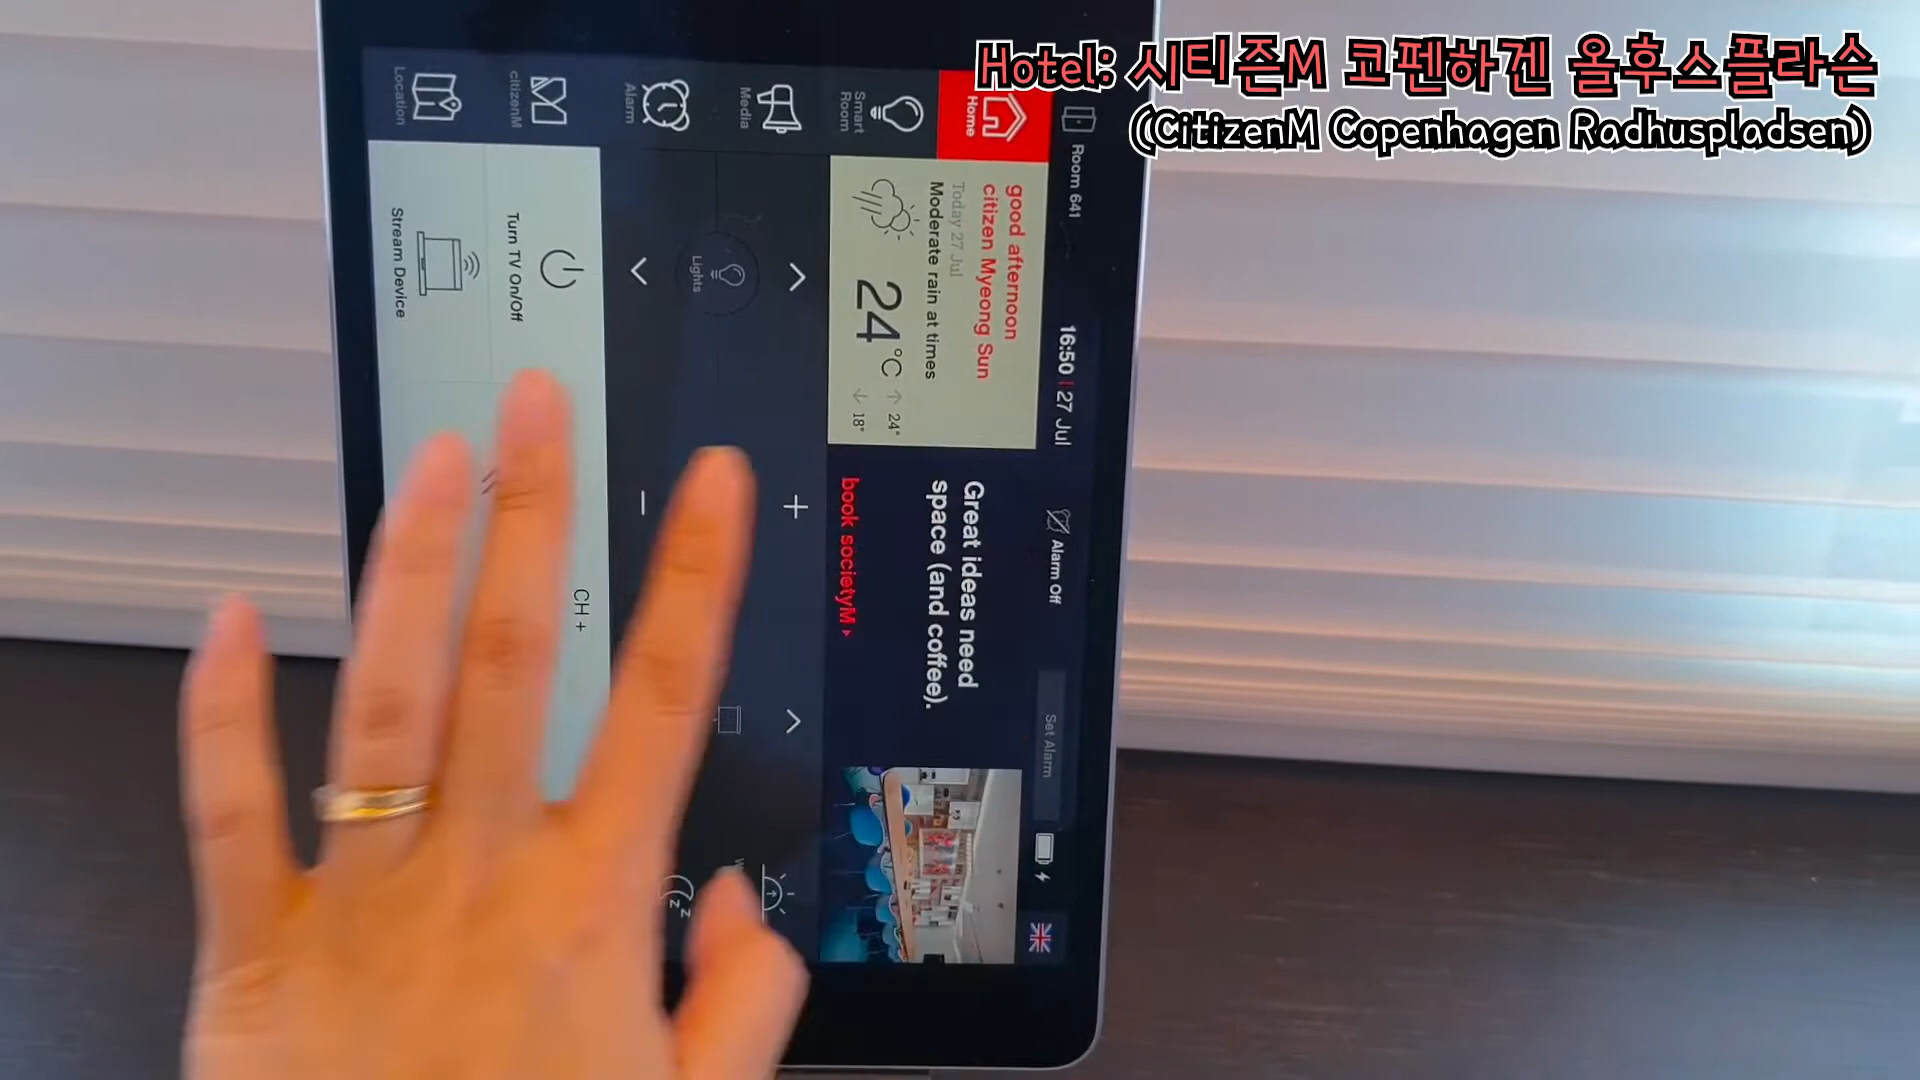 Hotel: 시티즌M 코펜하겐 올후스플라슨
(CitizenM Copenhagen Radhuspladsen)
Room 641
16:50 | 27 Jul
Alarm Off
Set Alarm
Home
Smart
Room
Media
Alarm
citizenM
Location
good afternoon
citizen Myeong Sun
Today 27 Jul
Moderate rain at times
24 °C
24°
18°
Great ideas need
space (and coffee).
book societyM
Lights
Turn TV On/Off
Stream Device
CH +